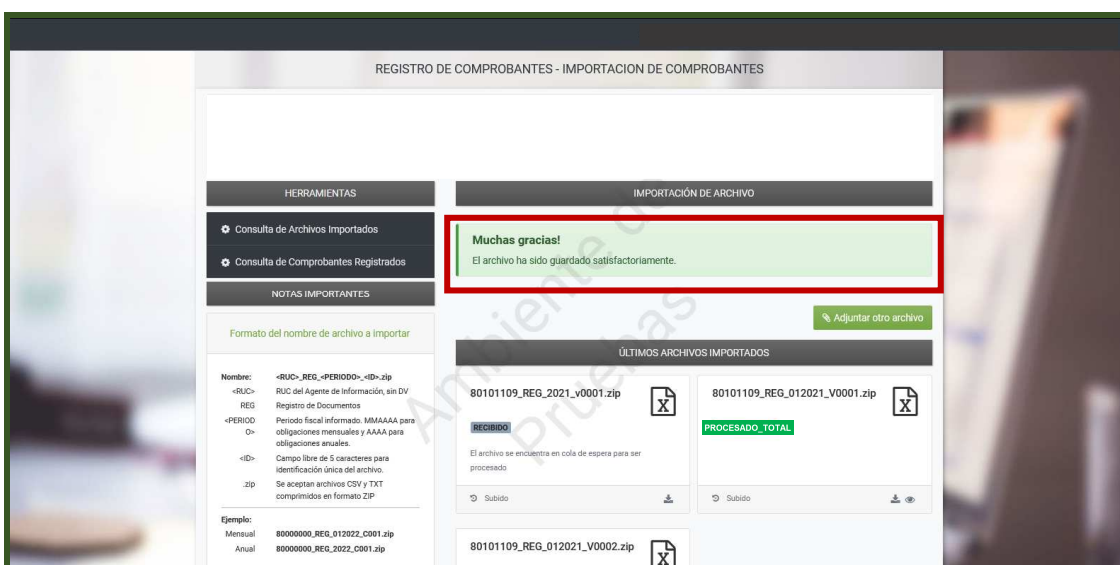 REGISTRO DE COMPROBANTES - IMPORTACION DE COMPROBANTES
HERRAMIENTAS
Consulta de Archivos Importados
Consulta de Comprobantes Registrados
NOTAS IMPORTANTES
Formato del nombre de archivo a importar
Nombre: <RUC>_REG_<PERIODO>_<ID>.zip
<RUC> RUC del Agente de Información, sin DV
REG Registro de Documentos
<PERIOD Periodo fiscal informado. MMAAAA para
O> obligaciones mensuales y AAAA para
obligaciones anuales.
<ID> Campo libre de 5 caracteres para
identificación única del archivo.
.zip Se aceptan archivos CSV y TXT
comprimidos en formato ZIP
Ejemplo:
Mensual 80000000_REG_012022_C001.zip
Anual 80000000_REG_2022_C001.zip
IMPORTACIÓN DE ARCHIVO
Muchas gracias!
El archivo ha sido guardado satisfactoriamente.
Adjuntar otro archivo
ÚLTIMOS ARCHIVOS IMPORTADOS
80101109_REG_2021_v0001.zip
RECIBIDO
El archivo se encuentra en cola de espera para ser
procesado
Subido
80101109_REG_012021_V0001.zip
PROCESADO_TOTAL
Subido
80101109_REG_012021_V0002.zip
Ambiente de
Pruebas